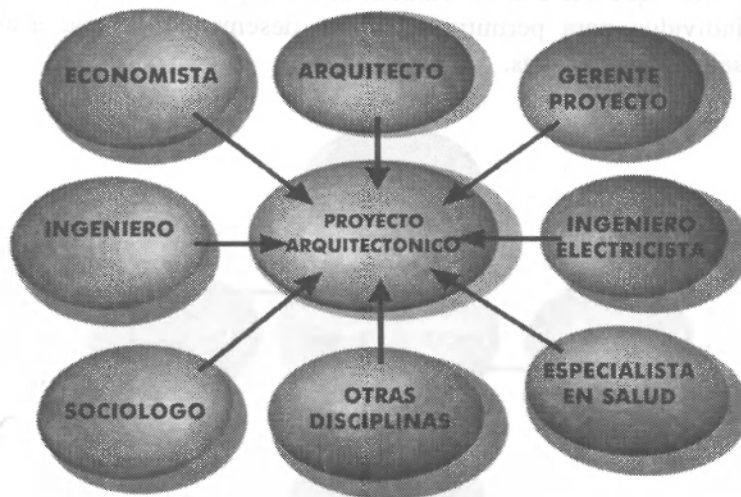 ECONOMISTA
ARQUITECTO
GERENTE
PROYECTO
INGENIERO
PROYECTO
ARQUITECTONICO
INGENIERO
ELECTRICISTA
SOCIOLOGO
OTRAS
DISCIPLINAS
ESPECIALISTA
EN SALUD